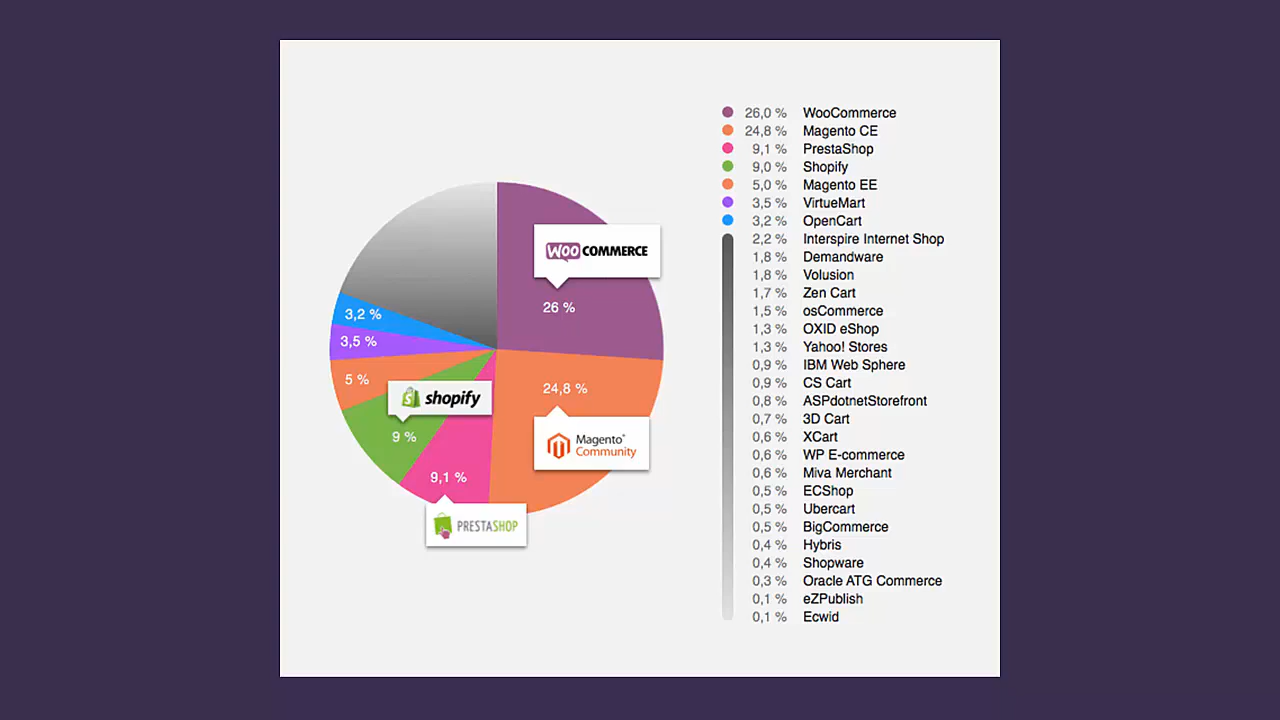 WOO COMMERCE
26 %
3,2 %
3,5 %
5 %
24,8 %
shopify
9 %
Magento®
Community
9,1 %
PRESTASHOP
26,0 % WooCommerce
24,8 % Magento CE
9,1 % PrestaShop
9,0 % Shopify
5,0 % Magento EE
3,5 % VirtueMart
3,2 % OpenCart
2,2 % Interspire Internet Shop
1,8 % Demandware
1,8 % Volusion
1,7 % Zen Cart
1,5 % osCommerce
1,3 % OXID eShop
1,3 % Yahoo! Stores
0,9 % IBM Web Sphere
0,9 % CS Cart
0,8 % ASPdotnetStorefront
0,7 % 3D Cart
0,6 % XCart
0,6 % WP E-commerce
0,6 % Miva Merchant
0,5 % ECShop
0,5 % Ubercart
0,5 % BigCommerce
0,4 % Hybris
0,4 % Shopware
0,3 % Oracle ATG Commerce
0,1 % eZPublish
0,1 % Ecwid